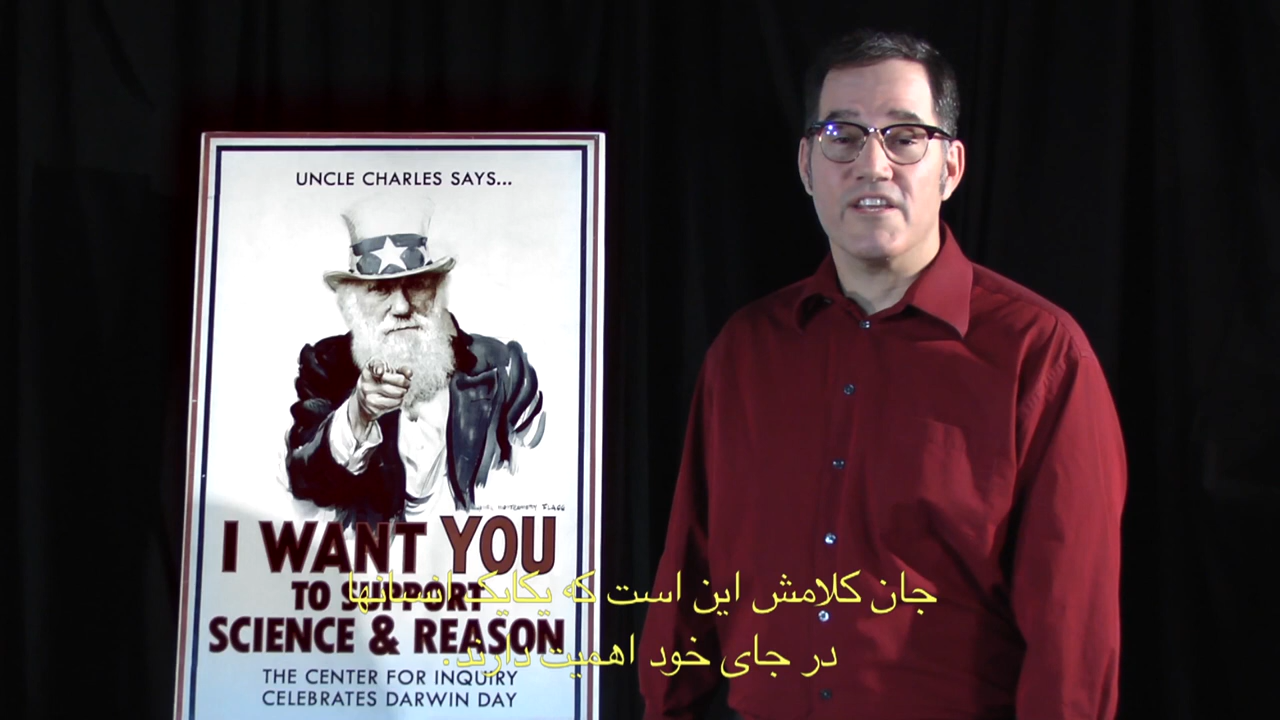 UNCLE CHARLES SAYS...
I WANT YOU
TO SUPPORT
SCIENCE & REASON
THE CENTER FOR INQUIRY
CELEBRATES DARWIN DAY
جان کلامش این است که یکایک انسانها
در جای خود اهمیت دارند.